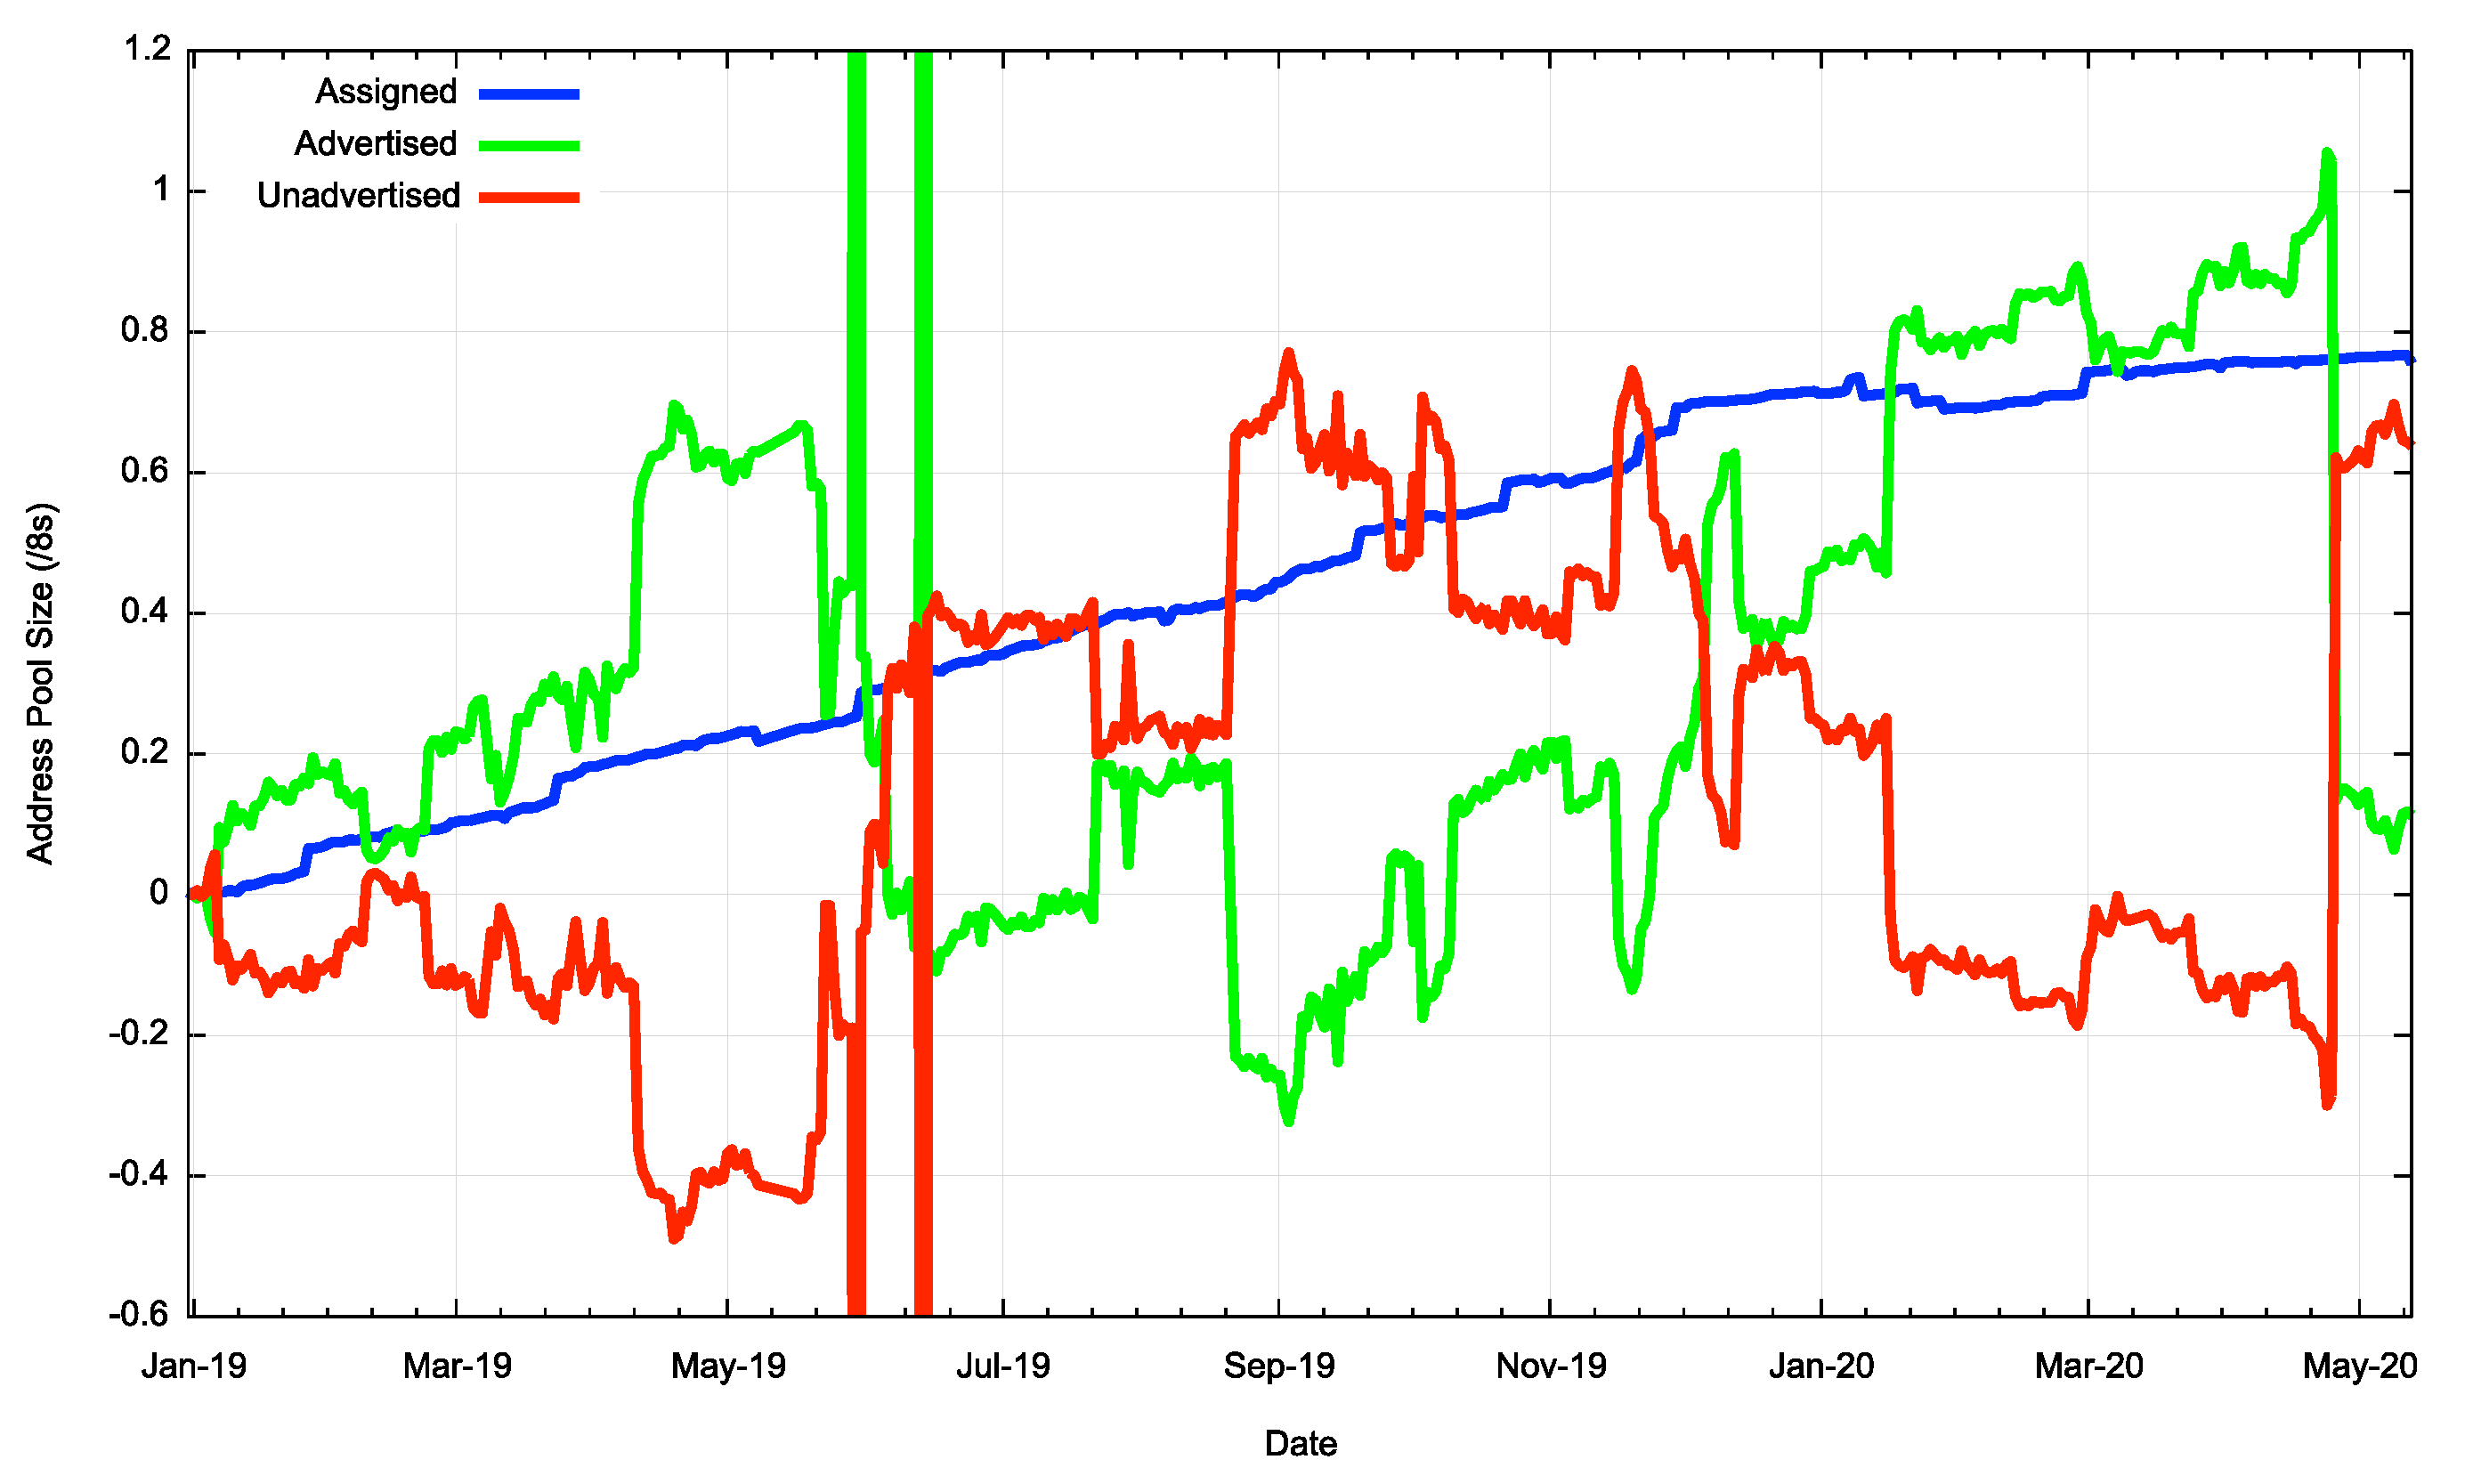 Assigned
Advertised
Unadvertised
1.2
1
0.8
0.6
0.4
0.2
0
-0.2
-0.4
-0.6
Address Pool Size (/8s)
Jan-19 Mar-19 May-19 Jul-19 Sep-19 Nov-19 Jan-20 Mar-20 May-20
Date